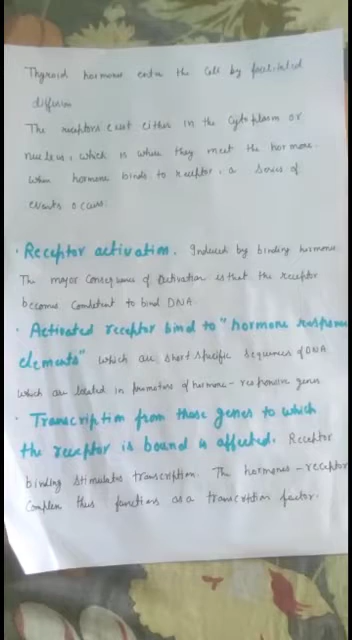 Thyroid hormones enter the cell by facilitated
diffusion
The receptors exist either in the cytoplasm or
nucleus, which is where they meet the hormone.
When hormone binds to receptor, a series of
events occurs:
· Receptor activation. Induced by binding hormone
The major consequence of activation is that the receptor
becomes competent to bind DNA
· Activated receptor bind to "hormone response
elements" which are short specific sequences of DNA
which are located in promoters of hormone-responsive genes
· Transcription from those genes to which
the receptor is bound is affected. Receptor
binding stimulates transcription. The hormones-receptor
complex thus functions as a transcription factor.